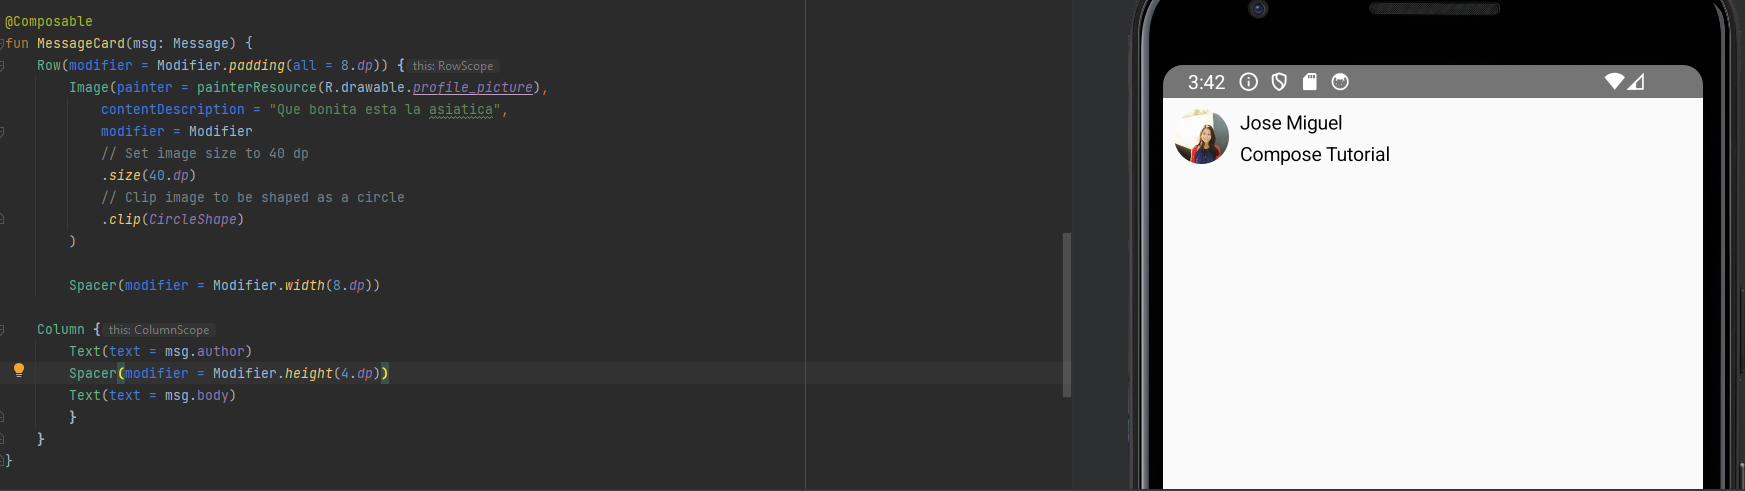 @Composable
fun MessageCard(msg: Message) {
Row(modifier = Modifier.padding(all = 8.dp)) { this: RowScope
Image(painter = painterResource(R.drawable.profile_picture),
contentDescription = "Que bonita esta la asiatica",
modifier = Modifier
// Set image size to 40 dp
.size(40.dp)
// Clip image to be shaped as a circle
.clip(CircleShape)
)
Spacer(modifier = Modifier.width(8.dp))
Column { this: ColumnScope
Text(text = msg.author)
Spacer(modifier = Modifier.height(4.dp))
Text(text = msg.body)
}
}
}
3:42
Jose Miguel
Compose Tutorial